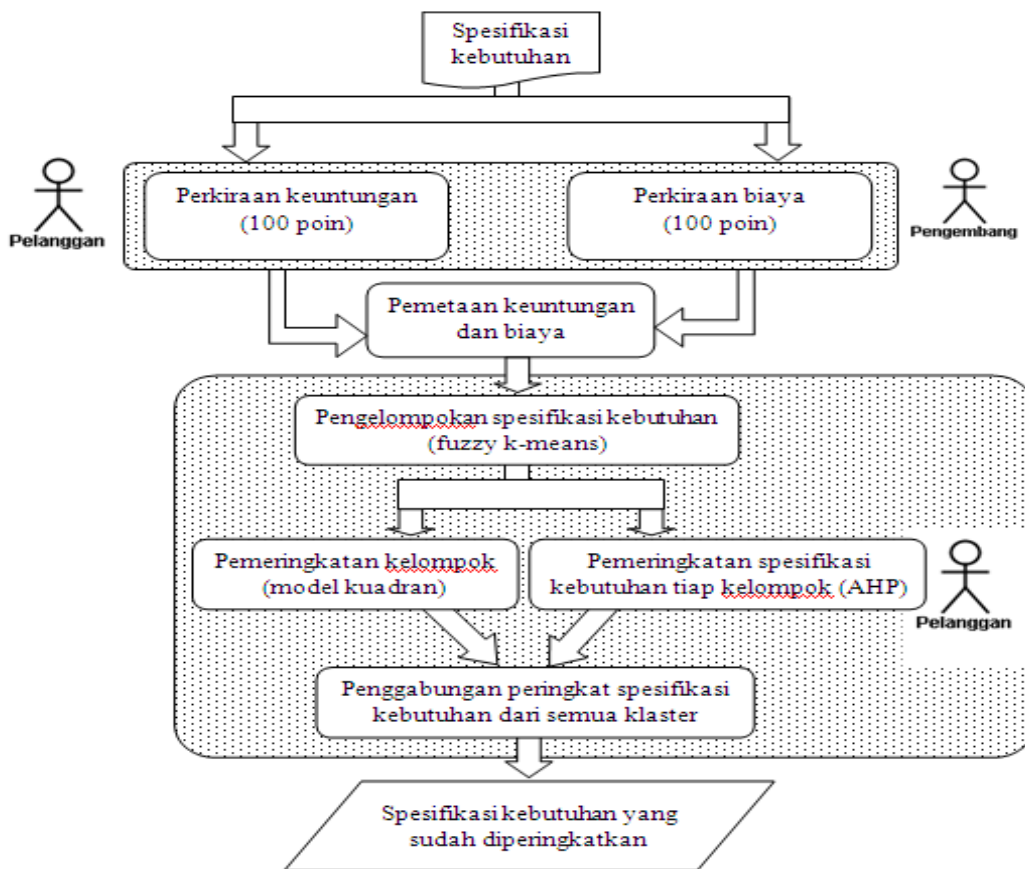 Spesifikasi
kebutuhan
Pelanggan
Perkiraan keuntungan
(100 poin)
Perkiraan biaya
(100 poin)
Pengembang
Pemetaan keuntungan
dan biaya
Pengelompokan spesifikasi kebutuhan
(fuzzy k-means)
Pemeringkatan kelompok
(model kuadran)
Pemeringkatan spesifikasi
kebutuhan tiap kelompok (AHP)
Pelanggan
Penggabungan peringkat spesifikasi
kebutuhan dari semua klaster
Spesifikasi kebutuhan yang
sudah diperingkatkan